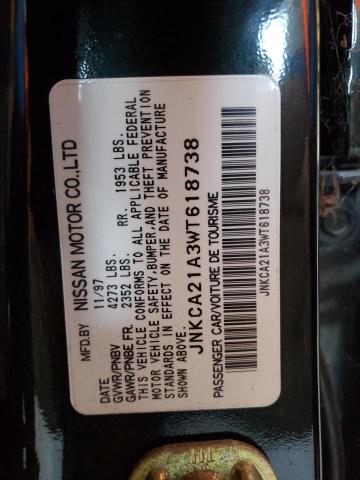 MFD.BY NISSAN MOTOR CO.,LTD
DATE 11/97
GVWR/PNBV 4273 LBS.
GAWR/PNBE FR. 2352 LBS. RR. 1953 LBS.
THIS VEHICLE CONFORMS TO ALL APPLICABLE FEDERAL
MOTOR VEHICLE SAFETY,BUMPER,AND THEFT PREVENTION
STANDARDS IN EFFECT ON THE DATE OF MANUFACTURE
SHOWN ABOVE.
JNKCA21A3WT618738
PASSENGER CAR/VOITURE DE TOURISME
JNKCA21A3WT618738